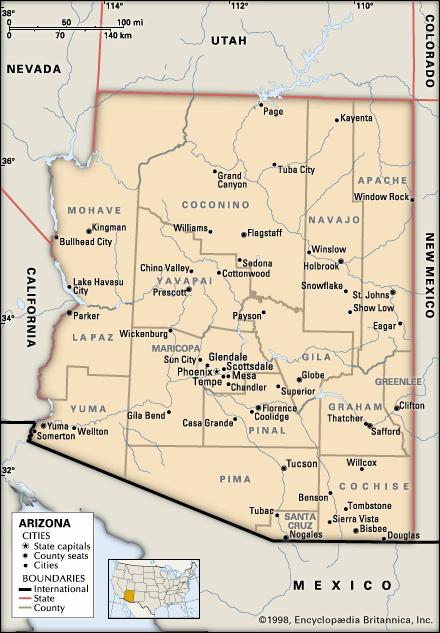 38°
114°
112°
110°
0 50 100 mi
0 70 140 km
UTAH
NEVADA
COLORADO
Page
Kayenta
36°
Grand
Canyon
Tuba City
APACHE
Window Rock
MOHAVE
COCONINO
NAVAJO
Kingman
Bullhead City
Williams
Flagstaff
NEW MEXICO
Winslow
Holbrook
Sedona
Chino Valley
Cottonwood
CALIFORNIA
Lake Havasu
City
YAVAPAI
Prescott
Snowflake
St. Johns
Show Low
34°
Parker
Payson
Eagar
LA PAZ
Wickenburg
MARICOPA
Glendale
Sun City
Scottsdale
Phoenix
Mesa
Tempe
Chandler
GILA
Globe
Superior
GREENLEE
YUMA
Gila Bend
Florence
Coolidge
Casa Grande
PINAL
GRAHAM
Thatcher
Safford
Clifton
Yuma
Somerton
Wellton
32°
PIMA
Tucson
Willcox
COCHISE
Benson
Tombstone
Tubac
SANTA
CRUZ
Sierra Vista
Bisbee
Nogales
Douglas
ARIZONA
CITIES
State capitals
County seats
Cities
BOUNDARIES
International
State
County
MEXICO
©1998, Encyclopædia Britannica, Inc.